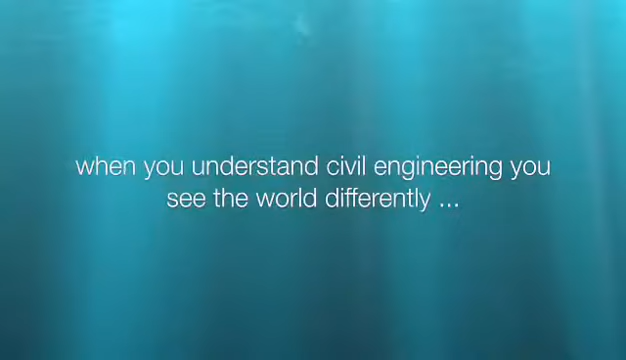 when you understand civil engineering you
see the world differently ...